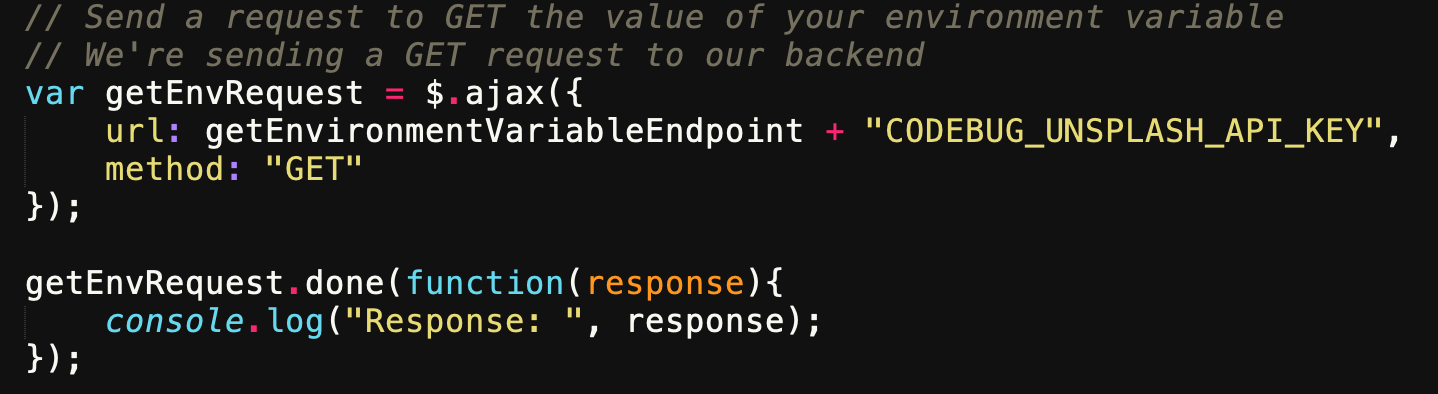 // Send a request to GET the value of your environment variable
// We're sending a GET request to our backend
var getEnvRequest = $.ajax({
    url: getEnvironmentVariableEndpoint + "CODEBUG_UNSPLASH_API_KEY",
    method: "GET"
});

getEnvRequest.done(function(response){
    console.log("Response: ", response);
});